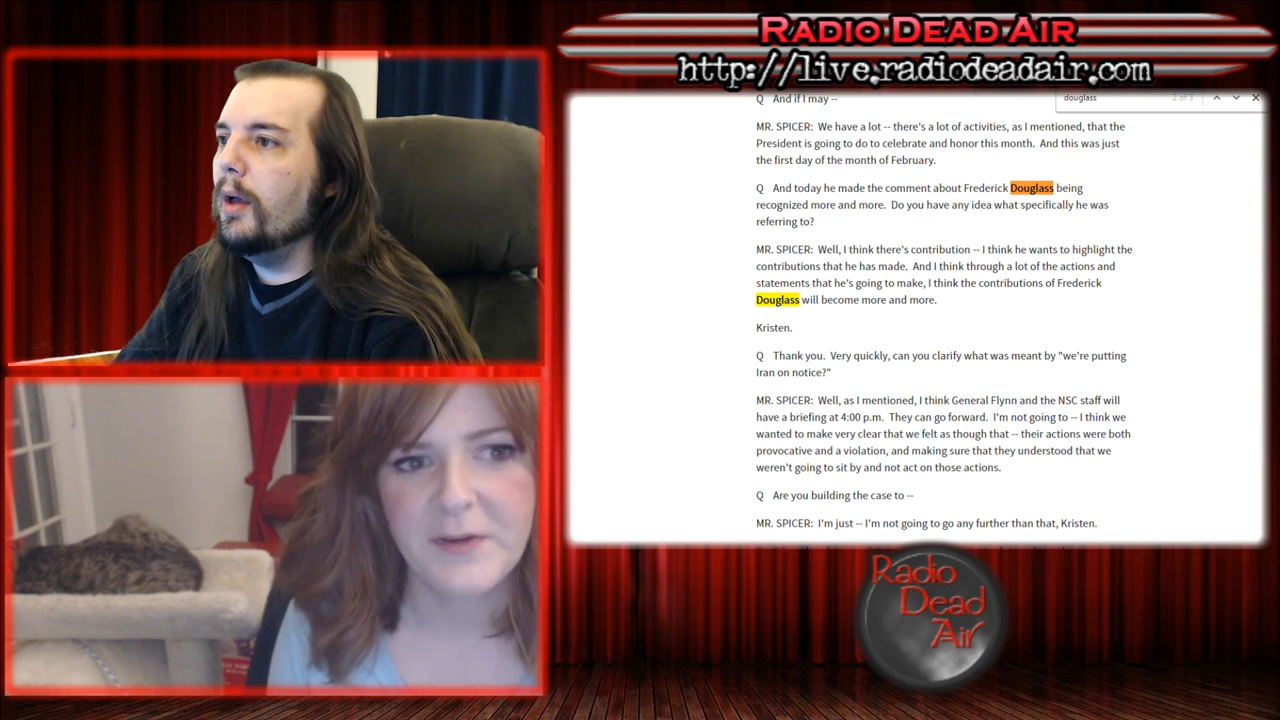 Radio Dead Air
http://live.radiodeadair.com
douglass 2 of 3
Q And if I may --
MR. SPICER: We have a lot -- there's a lot of activities, as I mentioned, that the
President is going to do to celebrate and honor this month. And this was just
the first day of the month of February.
Q And today he made the comment about Frederick Douglass being
recognized more and more. Do you have any idea what specifically he was
referring to?
MR. SPICER: Well, I think there's contribution -- I think he wants to highlight the
contributions that he has made. And I think through a lot of the actions and
statements that he's going to make, I think the contributions of Frederick
Douglass will become more and more.
Kristen.
Q Thank you. Very quickly, can you clarify what was meant by "we're putting
Iran on notice?"
MR. SPICER: Well, as I mentioned, I think General Flynn and the NSC staff will
have a briefing at 4:00 p.m. They can go forward. I'm not going to -- I think we
wanted to make very clear that we felt as though that -- their actions were both
provocative and a violation, and making sure that they understood that we
weren't going to sit by and not act on those actions.
Q Are you building the case to --
MR. SPICER: I'm just -- I'm not going to go any further than that, Kristen.
Radio
Dead
Air